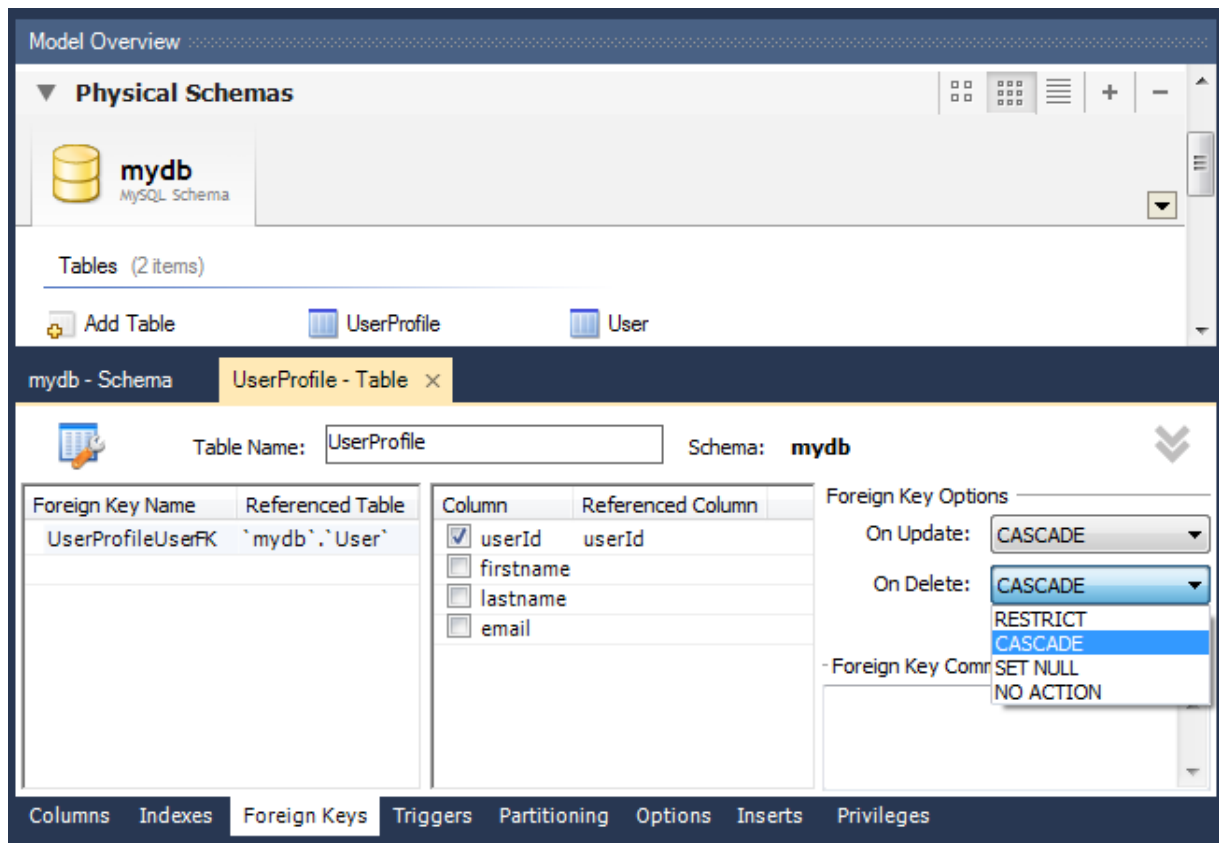 Model Overview
Physical Schemas
mydb
MySQL Schema
Tables (2 items)
Add Table UserProfile User
mydb - Schema UserProfile - Table
Table Name: UserProfile Schema: mydb
Foreign Key Name Referenced Table
UserProfileUserFK `mydb`.`User`
Column Referenced Column
userId userId
firstname
lastname
email
Foreign Key Options
On Update: CASCADE
On Delete: CASCADE
RESTRICT
CASCADE
SET NULL
NO ACTION
Foreign Key Comm
Columns Indexes Foreign Keys Triggers Partitioning Options Inserts Privileges